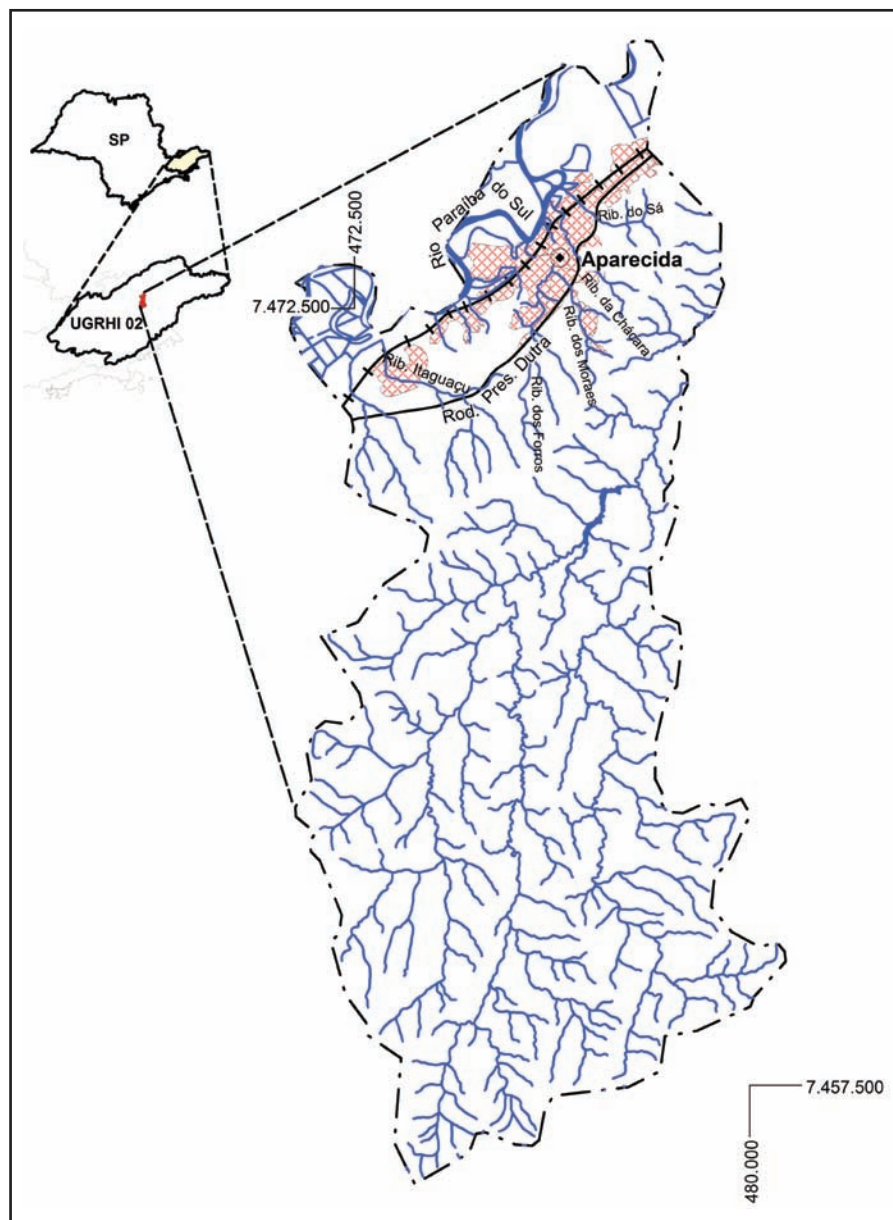 SP
UGRHI 02
472.500
7.472.500
Rio Paraíba do Sul
Rib. do Sá
Aparecida
Rib. da Chácara
Rib. dos Moraes
Rib. Itaguaçu
Rod. Pres. Dutra
Rib. dos Forros
7.457.500
480.000